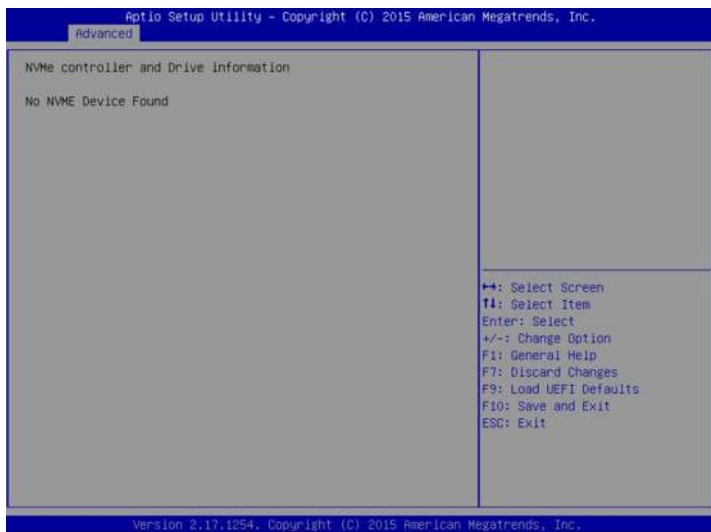 Aptio Setup Utility – Copyright (C) 2015 American Megatrends, Inc.
Advanced
NVMe controller and Drive information
No NVME Device Found
↔: Select Screen
↑↓: Select Item
Enter: Select
+/-: Change Option
F1: General Help
F7: Discard Changes
F9: Load UEFI Defaults
F10: Save and Exit
ESC: Exit
Version 2.17.1254. Copyright (C) 2015 American Megatrends, Inc.